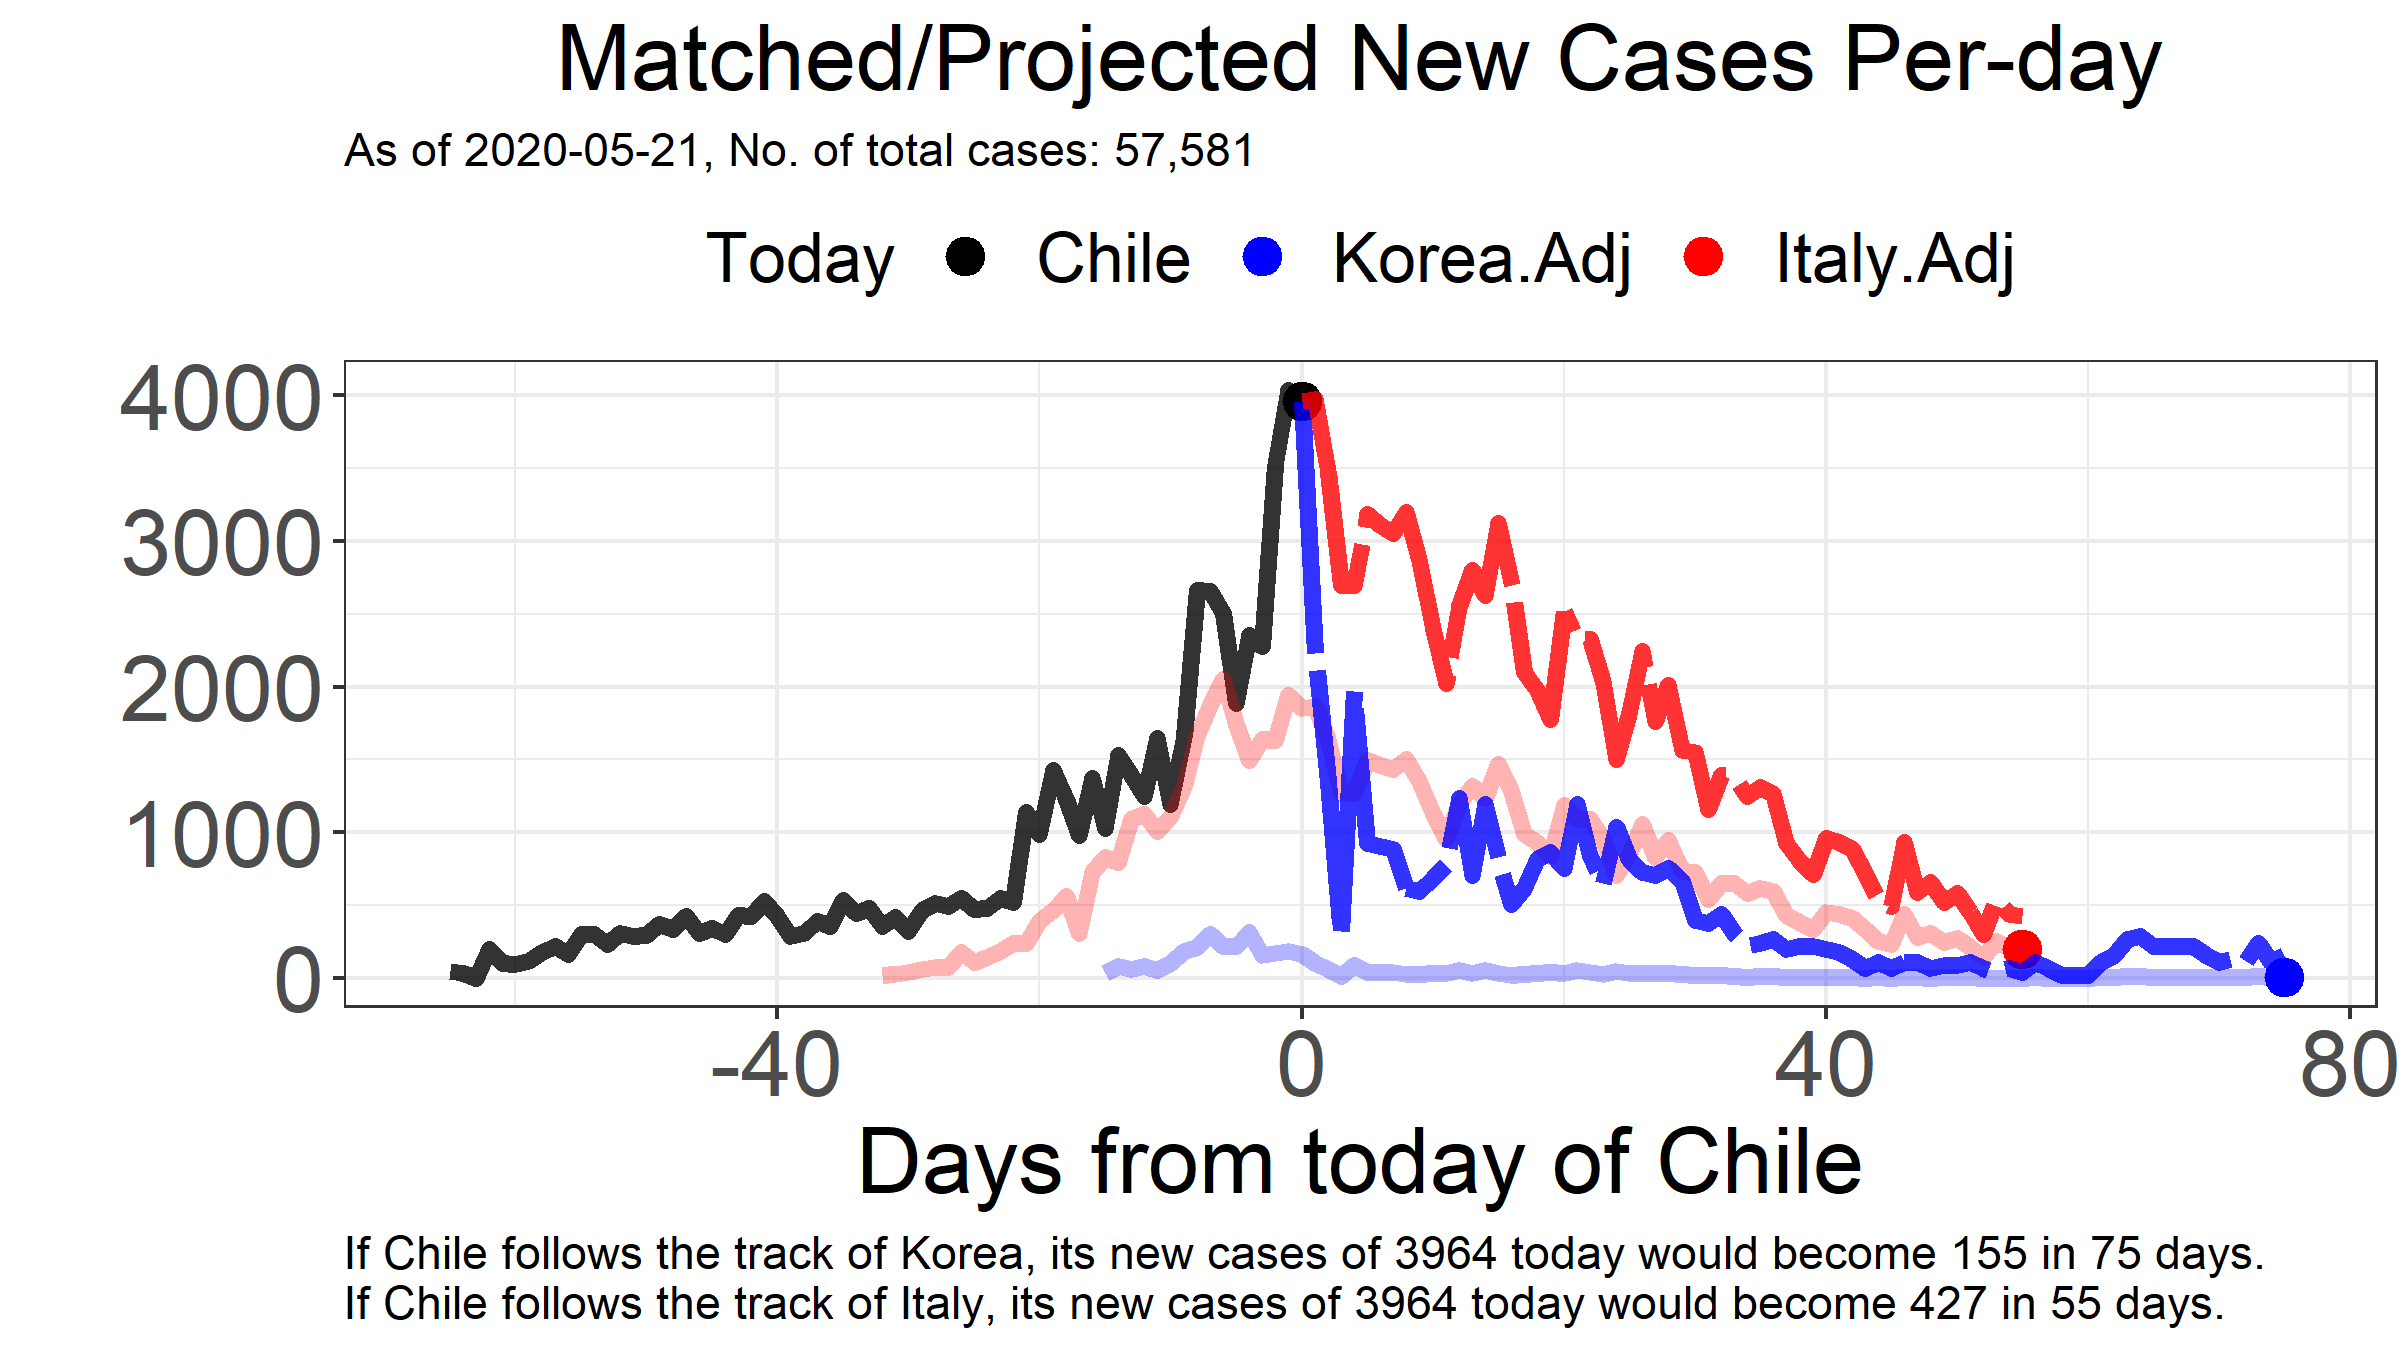 Matched/Projected New Cases Per-day
As of 2020-05-21, No. of total cases: 57,581
Today Chile Korea.Adj Italy.Adj
4000
3000
2000
1000
0
-40 0 40 80
Days from today of Chile
If Chile follows the track of Korea, its new cases of 3964 today would become 155 in 75 days.
If Chile follows the track of Italy, its new cases of 3964 today would become 427 in 55 days.